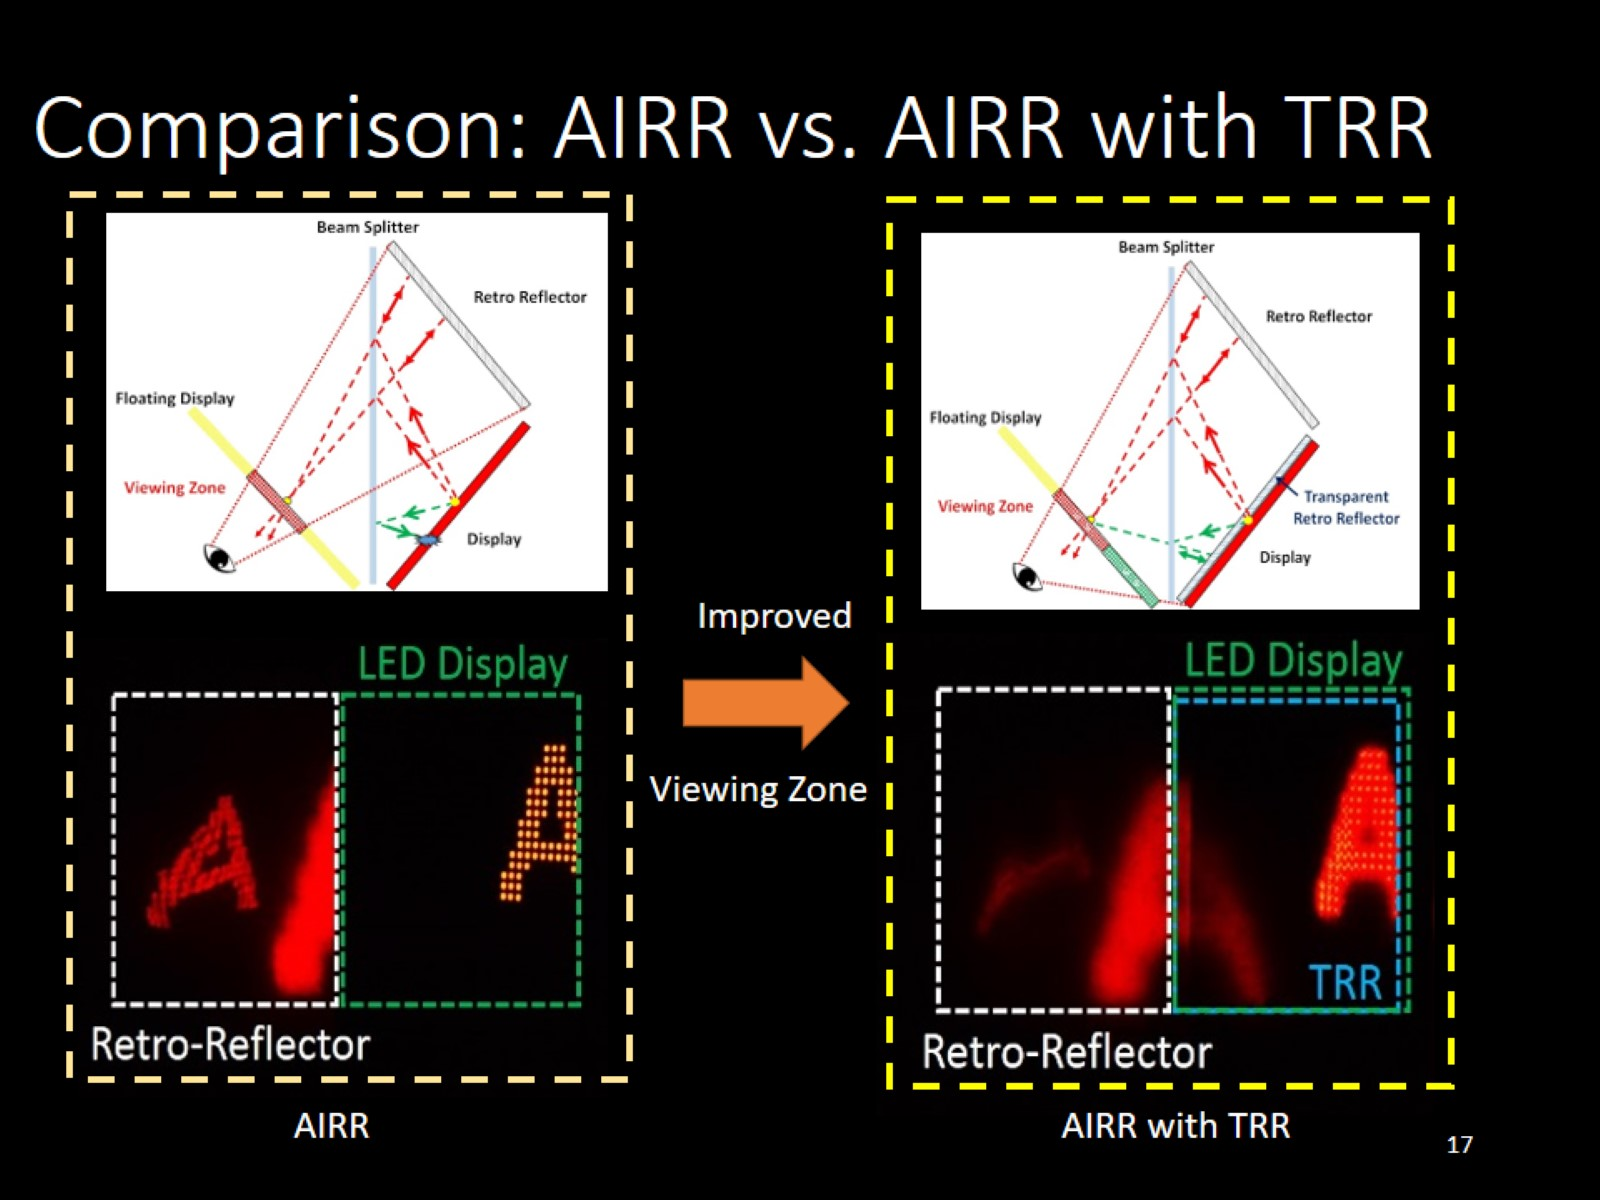 Comparison: AIRR vs. AIRR with TRR
Beam Splitter
Retro Reflector
Floating Display
Viewing Zone
Display
LED Display
Retro-Reflector
AIRR
Improved
Viewing Zone
Beam Splitter
Retro Reflector
Floating Display
Viewing Zone
Transparent
Retro Reflector
Display
LED Display
A
A
TRR
Retro-Reflector
AIRR with TRR
17